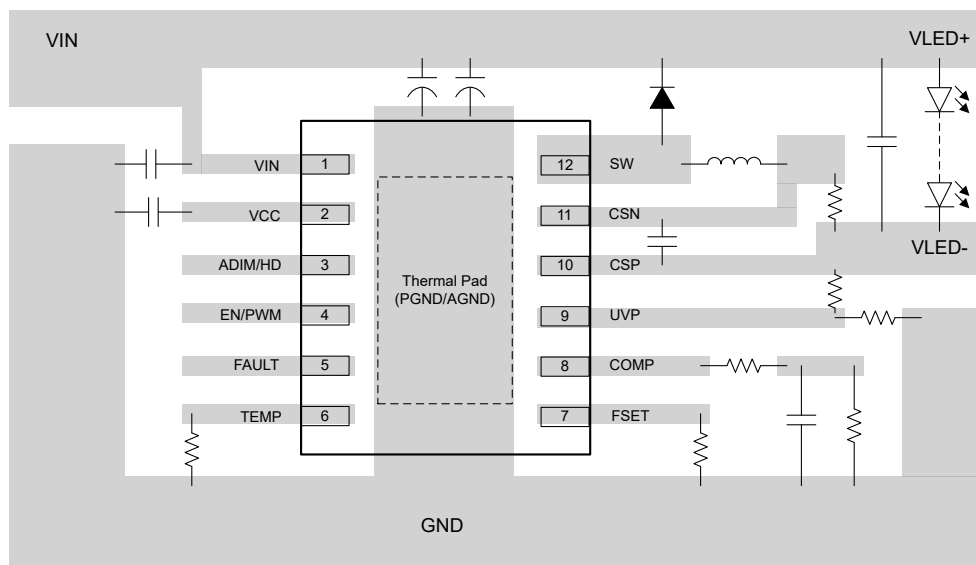 VIN
VLED+
VIN 1
12 SW
VCC 2
11 CSN
VLED-
ADIM/HD 3
10 CSP
Thermal Pad
(PGND/AGND)
EN/PWM 4
9 UVP
FAULT 5
8 COMP
TEMP 6
7 FSET
GND